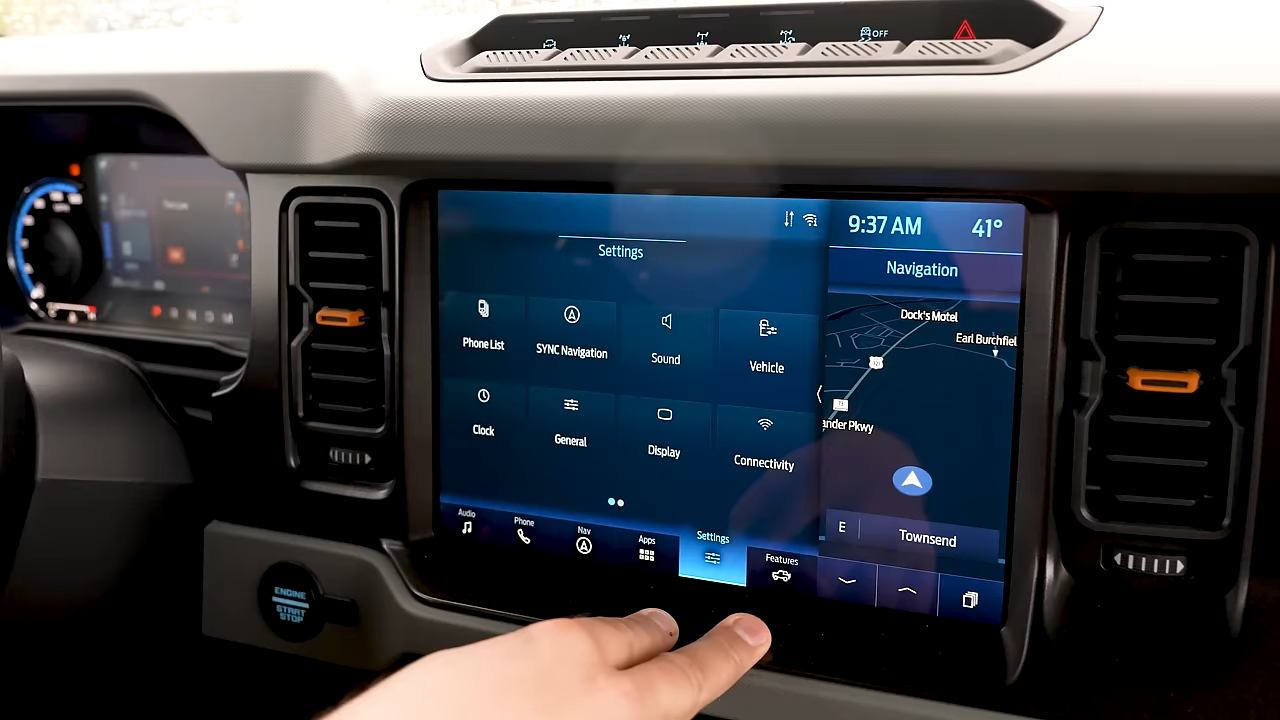 OFF
9:37 AM
41°
Settings
Navigation
Phone List
SYNC Navigation
Sound
Vehicle
Clock
General
Display
Connectivity
Dock's Motel
Earl Burchfiel
ander Pkwy
E
Townsend
Audio
Phone
Nav
Apps
Settings
Features
ENGINE
START
STOP